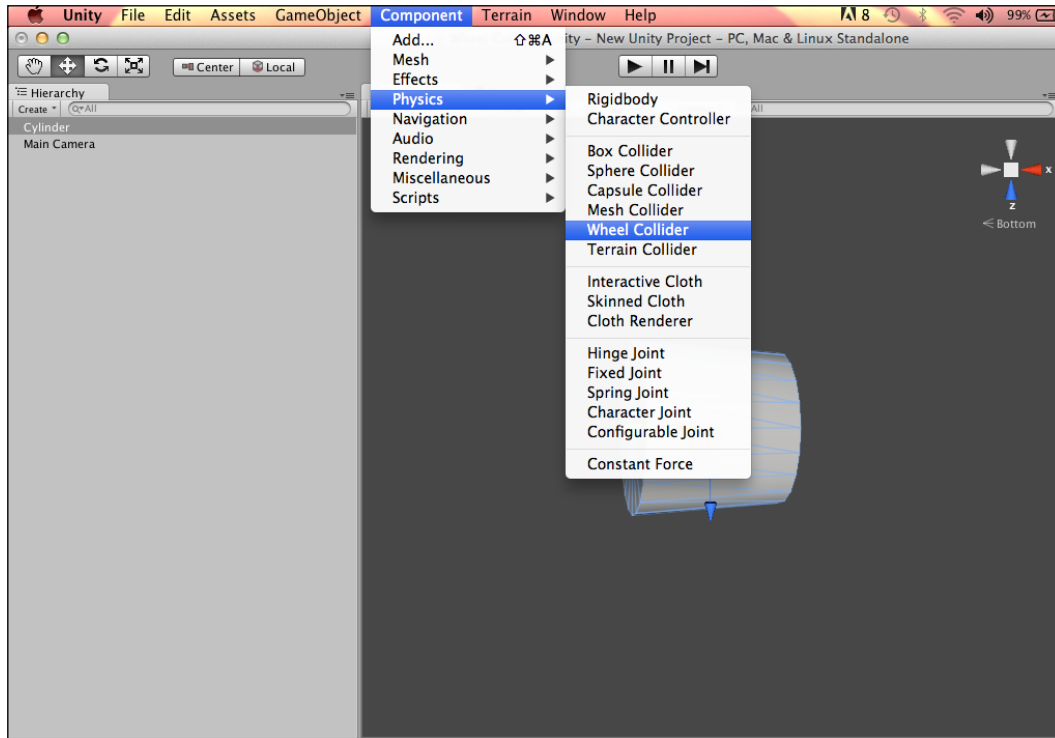 Unity File Edit Assets GameObject Component Terrain Window Help 8 99%
ity – New Unity Project – PC, Mac & Linux Standalone
Center Local
Hierarchy
Create All
Cylinder
Main Camera
Add... ⇧⌘A
Mesh
Effects
Physics
Navigation
Audio
Rendering
Miscellaneous
Scripts
Rigidbody
Character Controller
Box Collider
Sphere Collider
Capsule Collider
Mesh Collider
Wheel Collider
Terrain Collider
Interactive Cloth
Skinned Cloth
Cloth Renderer
Hinge Joint
Fixed Joint
Spring Joint
Character Joint
Configurable Joint
Constant Force
All
x
z
Bottom